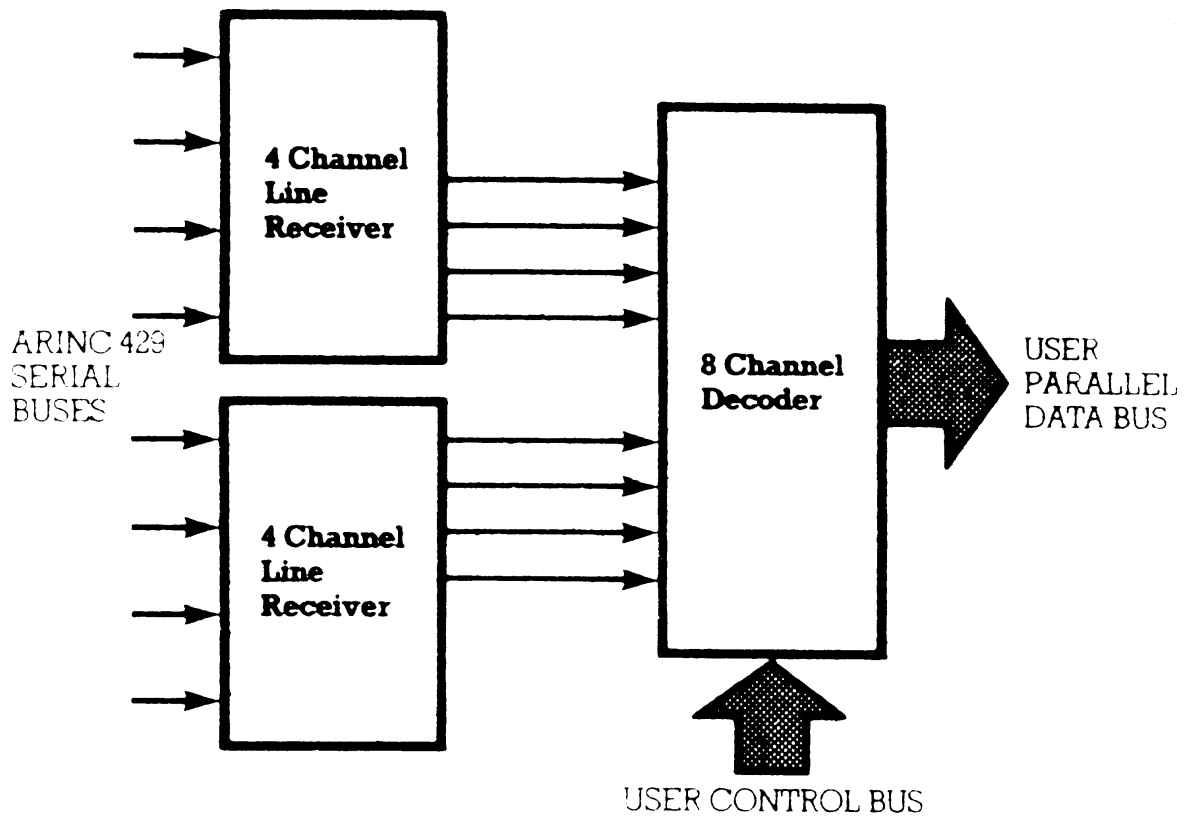 4 Channel
Line
Receiver
ARINC 429
SERIAL
BUSES
4 Channel
Line
Receiver
8 Channel
Decoder
USER
PARALLEL
DATA BUS
USER CONTROL BUS